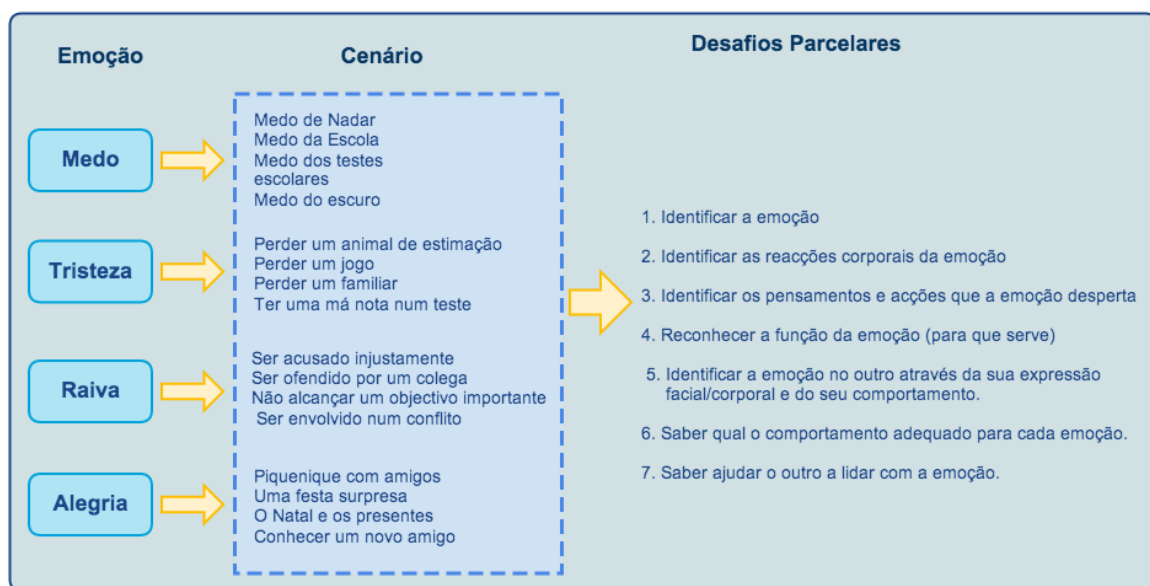 Emoção
Cenário
Desafios Parcelares
Medo
Medo de Nadar
Medo da Escola
Medo dos testes
escolares
Medo do escuro
Tristeza
Perder um animal de estimação
Perder um jogo
Perder um familiar
Ter uma má nota num teste
Raiva
Ser acusado injustamente
Ser ofendido por um colega
Não alcançar um objectivo importante
Ser envolvido num conflito
Alegria
Piquenique com amigos
Uma festa surpresa
O Natal e os presentes
Conhecer um novo amigo
1. Identificar a emoção
2. Identificar as reacções corporais da emoção
3. Identificar os pensamentos e acções que a emoção desperta
4. Reconhecer a função da emoção (para que serve)
5. Identificar a emoção no outro através da sua expressão
facial/corporal e do seu comportamento.
6. Saber qual o comportamento adequado para cada emoção.
7. Saber ajudar o outro a lidar com a emoção.